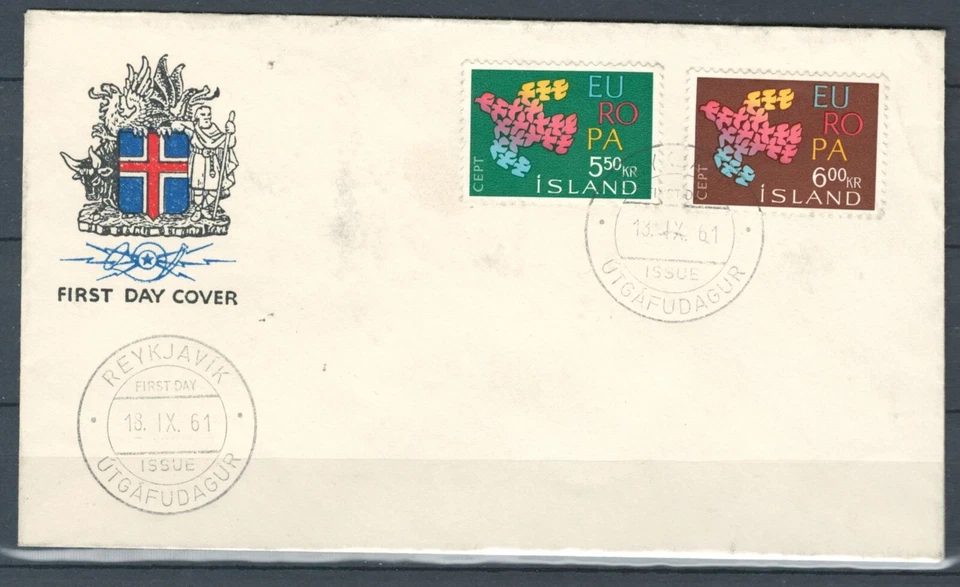 FIRST DAY COVER
EU
RO
PA
CEPT
5.50 KR
ÍSLAND
EU
RO
PA
CEPT
6.00 KR
ÍSLAND
REYKJAVÍK
FIRST DAY
18. IX. 61
ISSUE
ÚTGÁFUDAGUR
18. IX. 61
ISSUE
ÚTGÁFUDAGUR